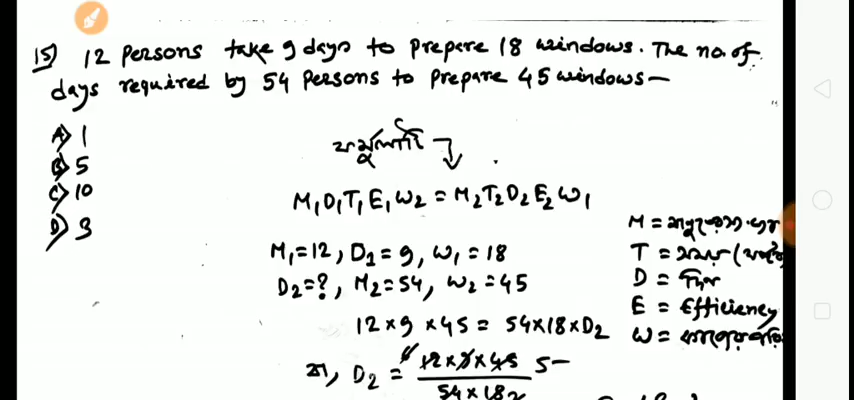 15) 12 Persons take 9 days to prepare 18 windows. The no. of
days required by 54 persons to prepare 45 windows—
A) 1
B) 5
C) 10
D) 3
M₁D₁T₁E₁W₂ = M₂T₂D₂E₂W₁
M₁=12, D₁=9, W₁=18
D₂=?, M₂=54, W₂=45
12×9×45 = 54×18×D₂
বা, D₂ = 12×9×45 / 54×18
M =
T = সময়
D = দিন
E = Efficiency
W =